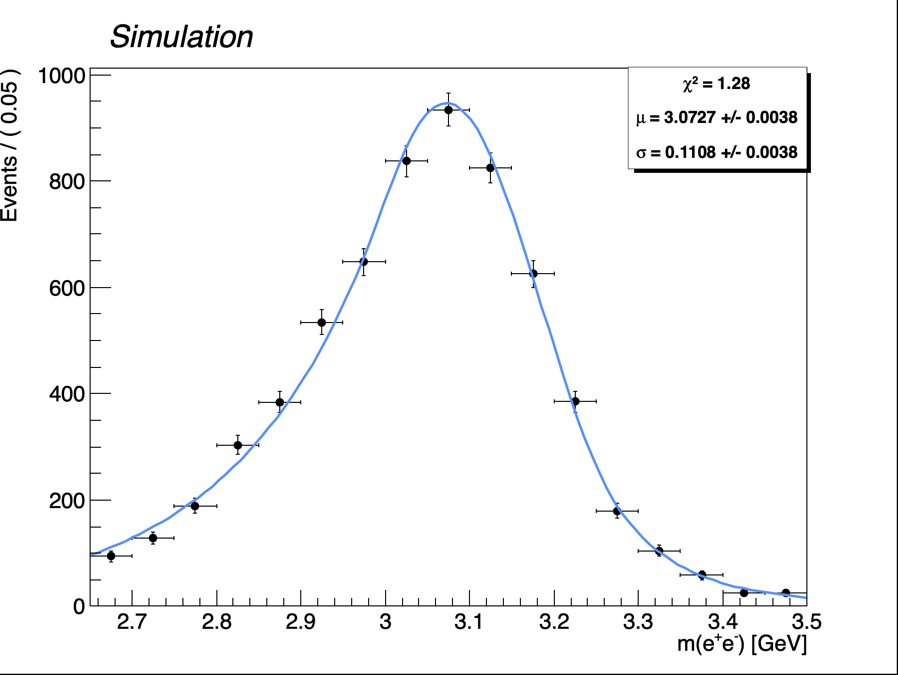 Simulation
Events / ( 0.05 )
1000
800
600
400
200
0
χ² = 1.28
μ = 3.0727 +/- 0.0038
σ = 0.1108 +/- 0.0038
2.7 2.8 2.9 3 3.1 3.2 3.3 3.4 3.5
m(e⁺e⁻) [GeV]